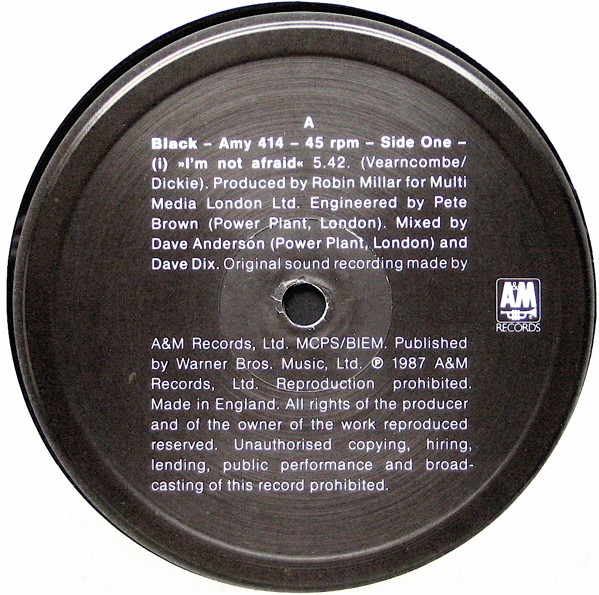 A
Black – Amy 414 – 45 rpm – Side One –
(i) »I'm not afraid« 5.42. (Vearncombe/
Dickie). Produced by Robin Millar for Multi
Media London Ltd. Engineered by Pete
Brown (Power Plant, London). Mixed by
Dave Anderson (Power Plant, London) and
Dave Dix. Original sound recording made by
A&M
RECORDS
A&M Records, Ltd. MCPS/BIEM. Published
by Warner Bros. Music, Ltd. ℗ 1987 A&M
Records, Ltd. Reproduction prohibited.
Made in England. All rights of the producer
and of the owner of the work reproduced
reserved. Unauthorised copying, hiring,
lending, public performance and broad-
casting of this record prohibited.